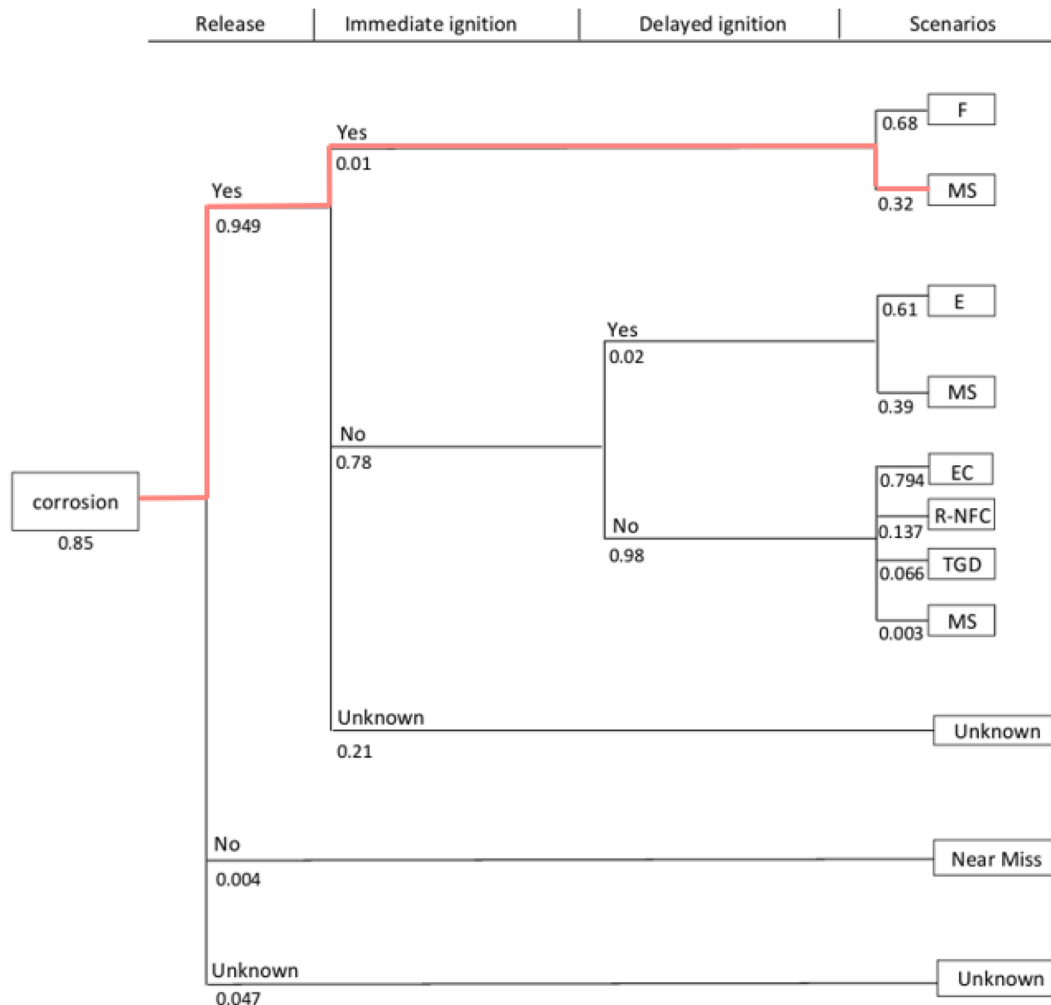 Release Immediate ignition Delayed ignition Scenarios
F
0.68
Yes
0.01
MS
0.32
Yes
0.949
E
0.61
Yes
0.02
MS
0.39
No
0.78
EC
0.794
corrosion
0.85
R-NFC
0.137
No
0.98
TGD
0.066
MS
0.003
Unknown
0.21
Unknown
No
0.004
Near Miss
Unknown
0.047
Unknown